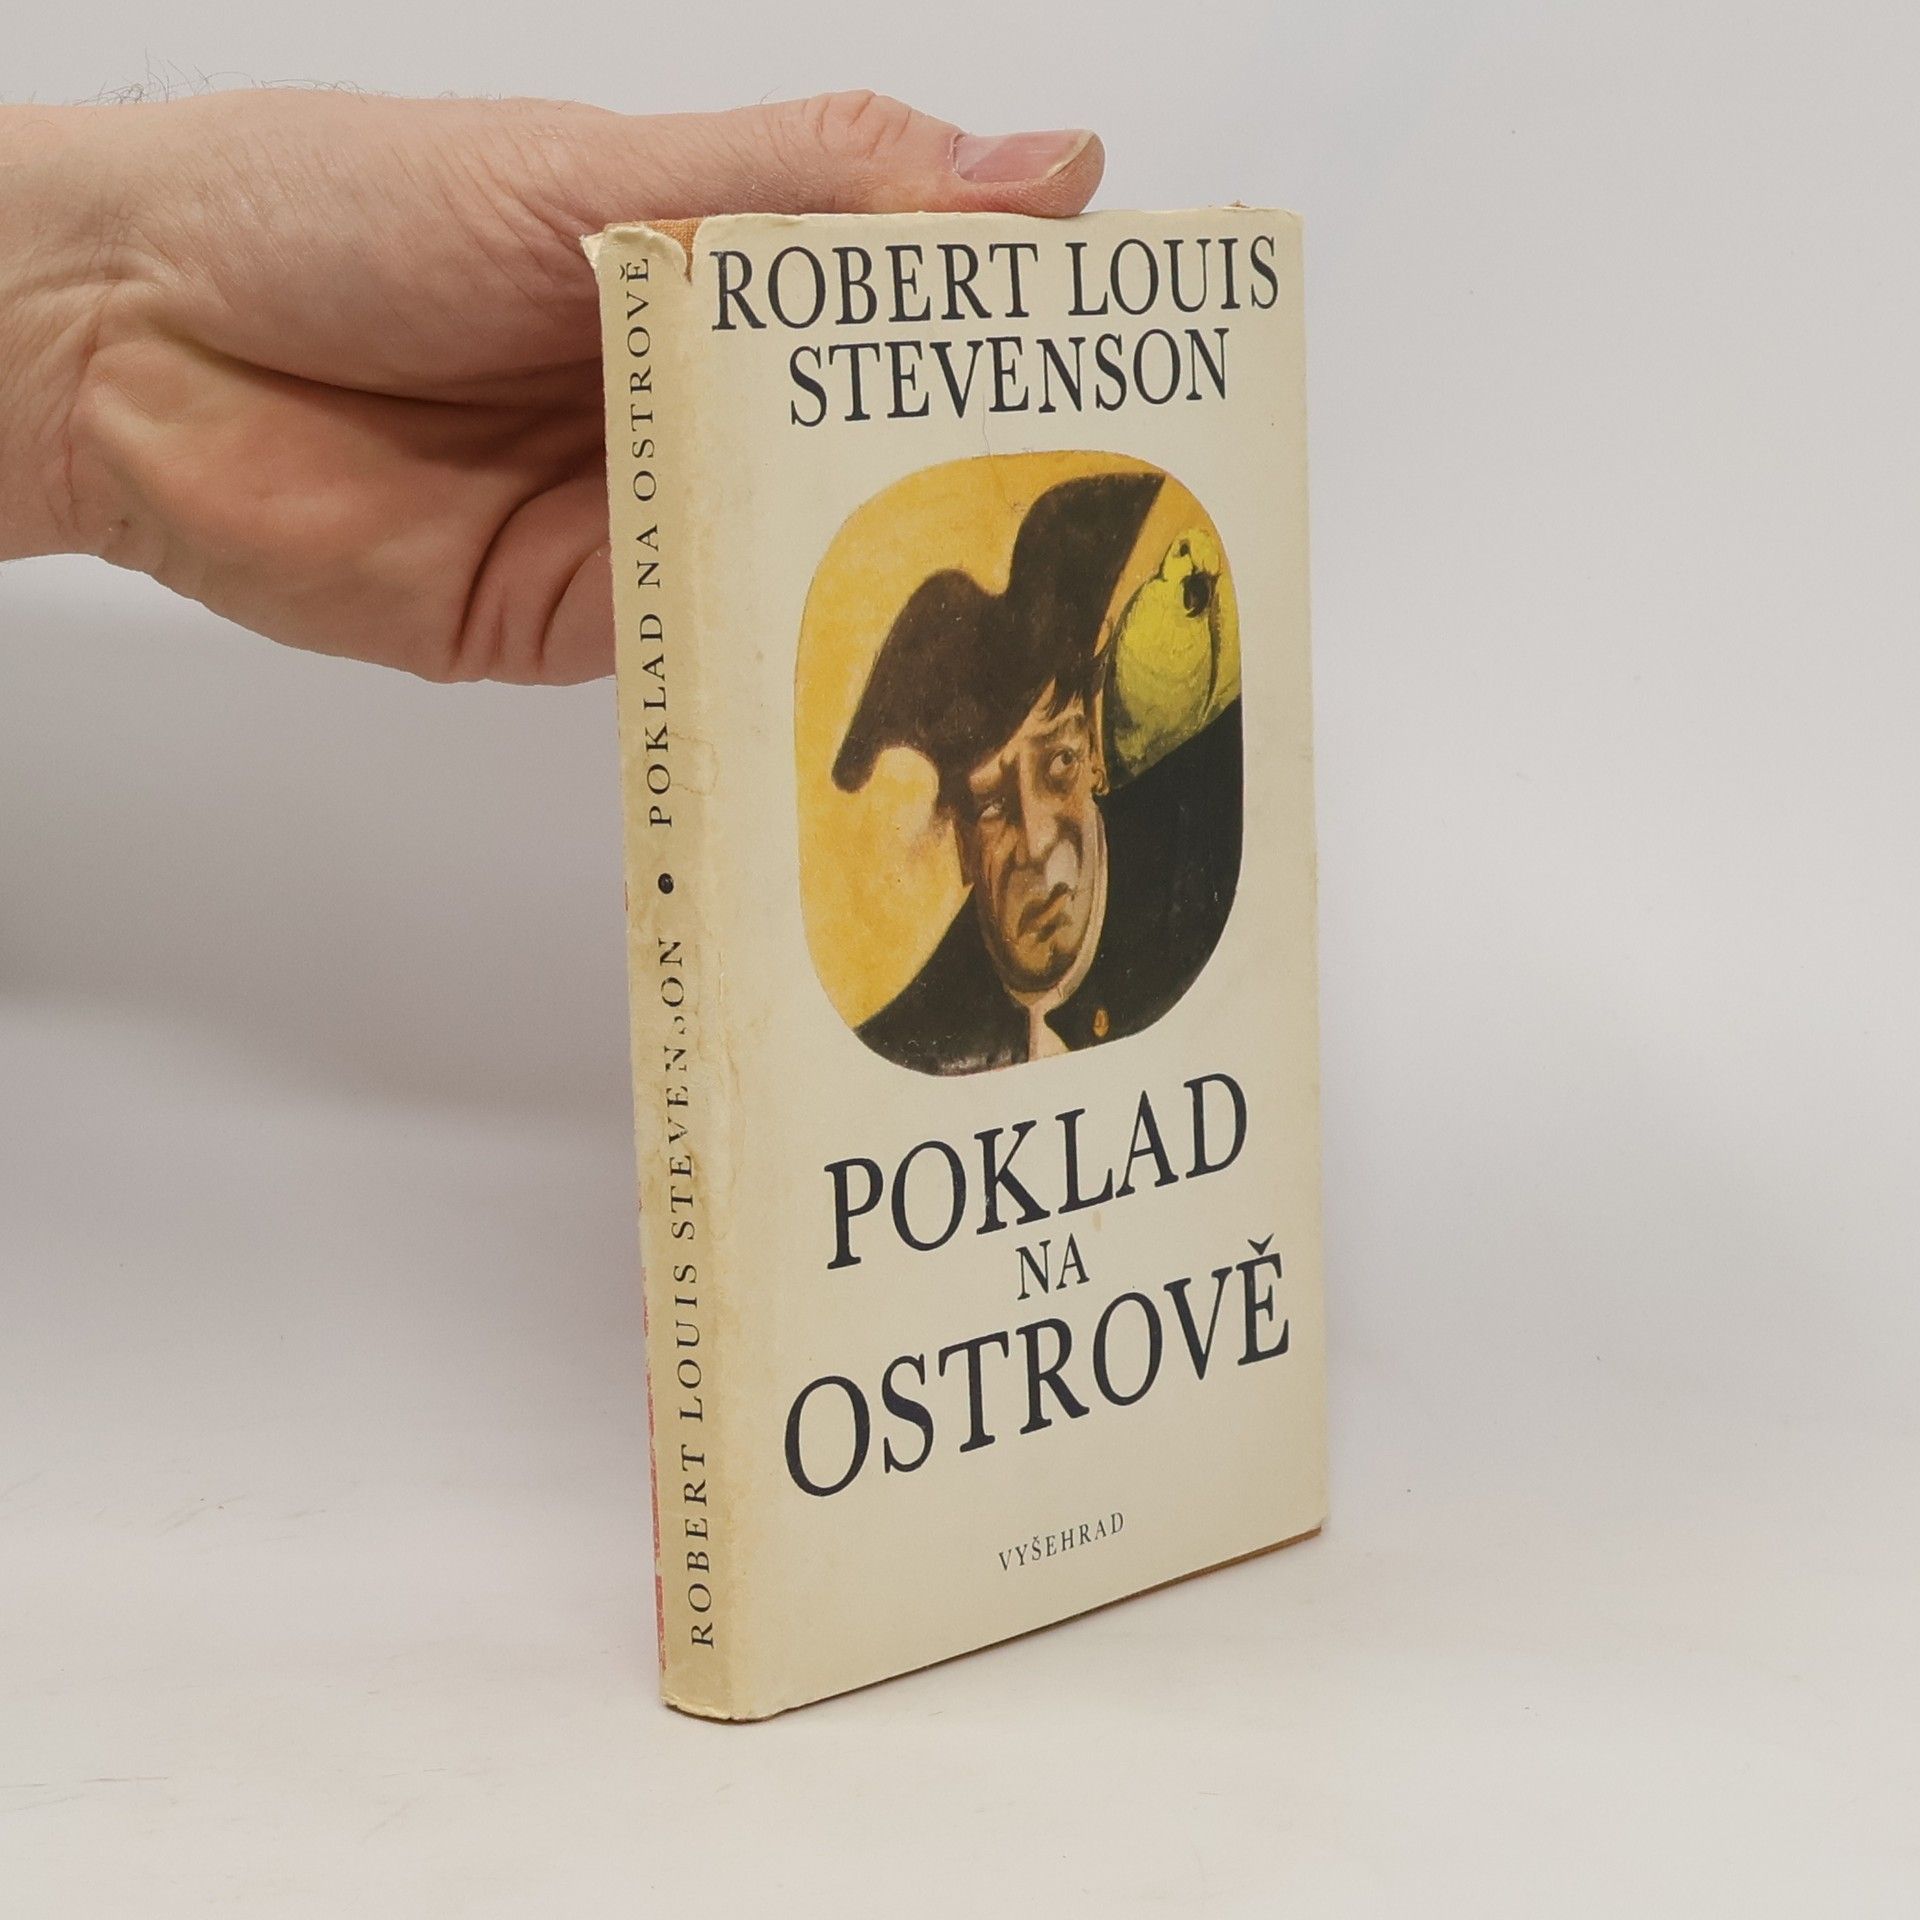 ROBERT LOUIS
STEVENSON
POKLAD
NA
OSTROVĚ
VYŠEHRAD
ROBERT LOUIS STEVENSON • POKLAD NA OSTROVĚ